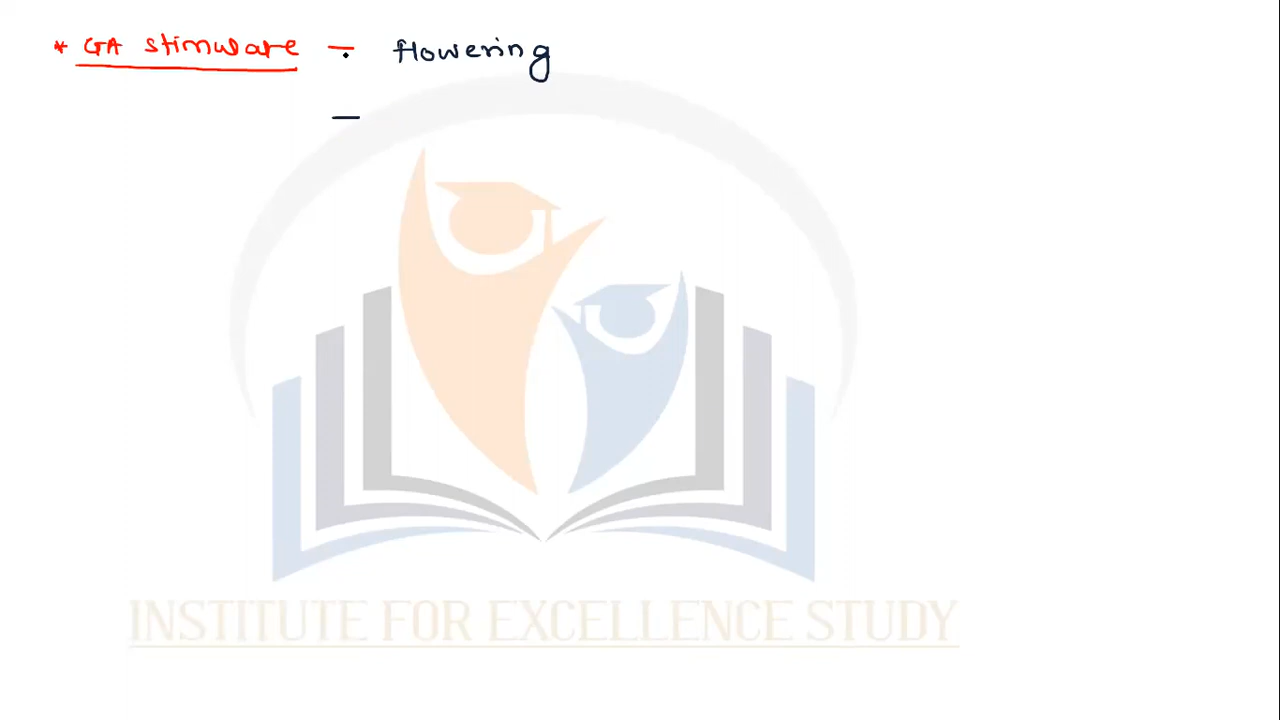 * GA stimulate — flowering
—
INSTITUTE FOR EXCELLENCE STUDY